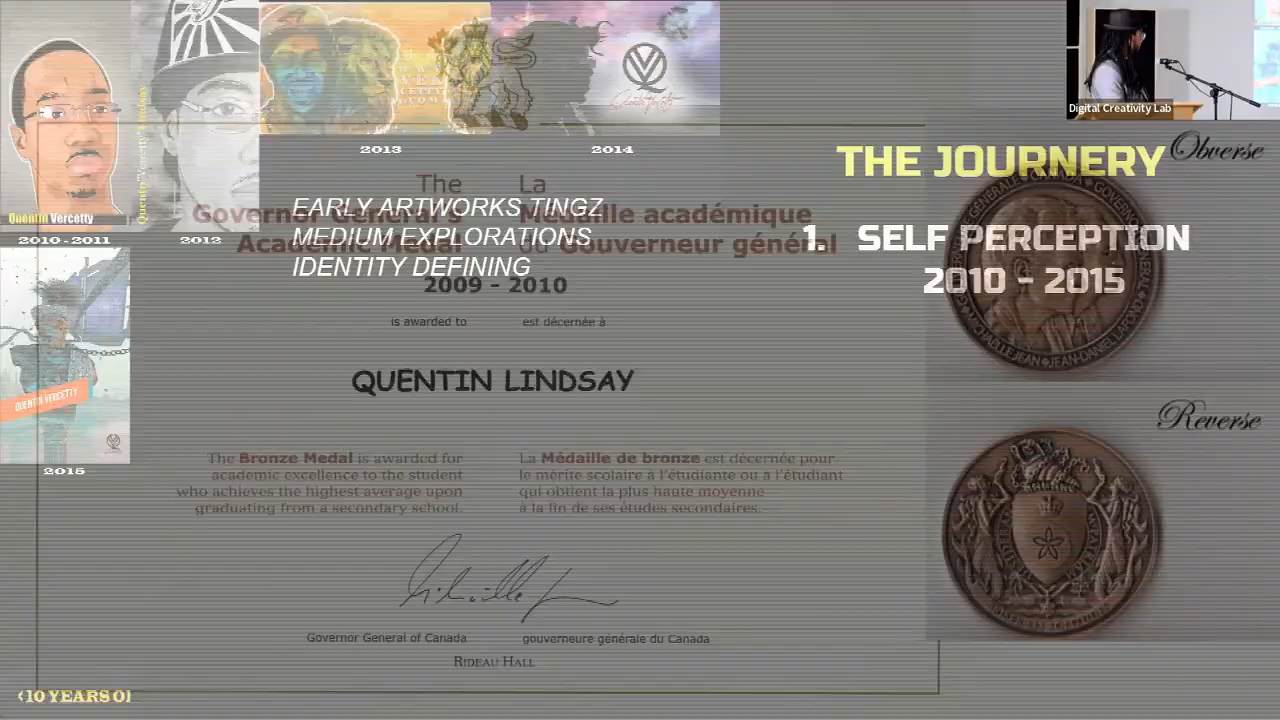 Quentin Vercetty
2010-2011
Quentin "Vercetty" Lindsay
2012
2013
2014
2015
QUENTIN VERCETTY
Digital Creativity Lab
THE JOURNERY
1. SELF PERCEPTION
2010 - 2015
EARLY ARTWORKS TINGZ
MEDIUM EXPLORATIONS
IDENTITY DEFINING
The La
Governor General's Médaille académique
Academic Medal du Gouverneur général
2009 - 2010
is awarded to est décernée à
QUENTIN LINDSAY
The Bronze Medal is awarded for
academic excellence to the student
who achieves the highest average upon
graduating from a secondary school.
La Médaille de bronze est décernée pour
le mérite scolaire à l'étudiante ou à l'étudiant
qui obtient la plus haute moyenne
à la fin de ses études secondaires.
Governor General of Canada gouverneure générale du Canada
RIDEAU HALL
Obverse
Reverse
(10 YEARS O)